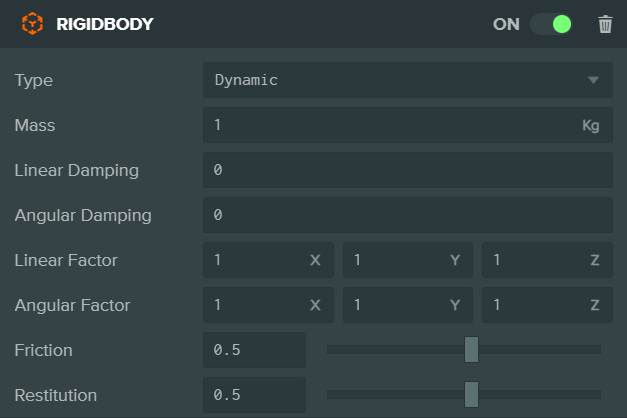 RIGIDBODY ON
Type Dynamic
Mass 1 Kg
Linear Damping 0
Angular Damping 0
Linear Factor 1 X 1 Y 1 Z
Angular Factor 1 X 1 Y 1 Z
Friction 0.5
Restitution 0.5